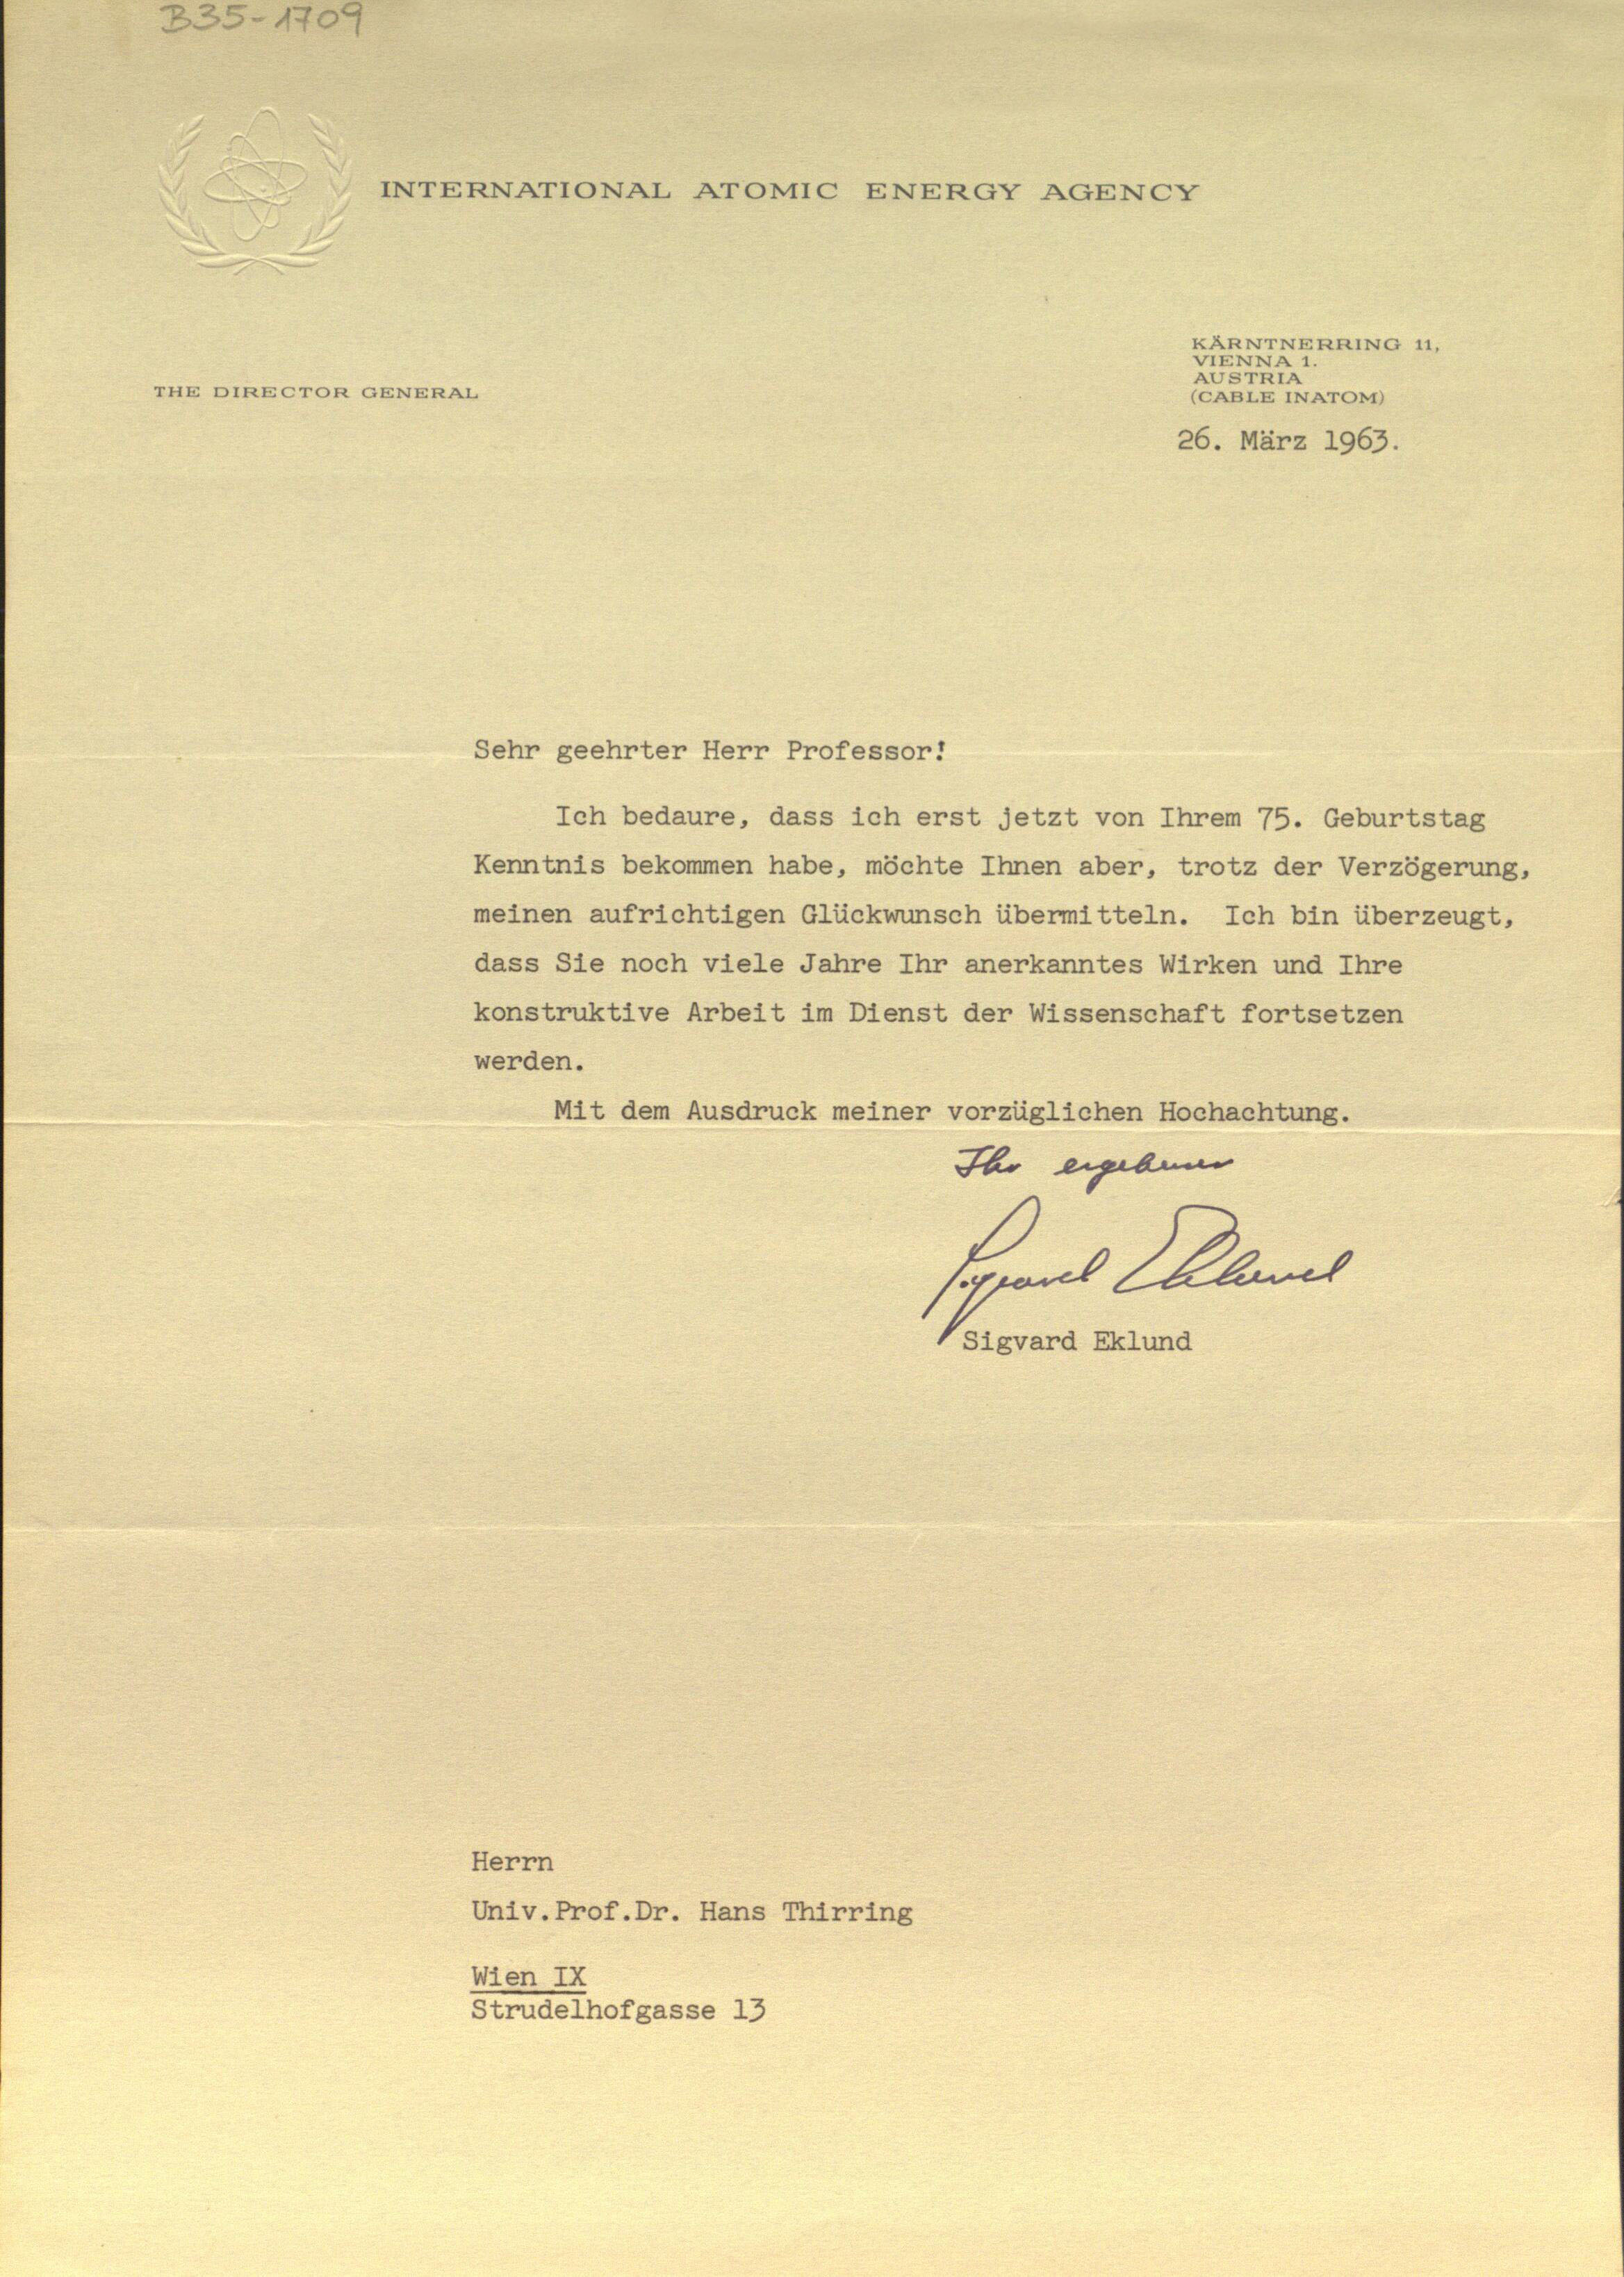 B35-1709
INTERNATIONAL ATOMIC ENERGY AGENCY
KÄRNTNERRING 11,
VIENNA 1.
AUSTRIA
(CABLE INATOM)
THE DIRECTOR GENERAL
26. März 1963.
Sehr geehrter Herr Professor!
Ich bedaure, dass ich erst jetzt von Ihrem 75. Geburtstag
Kenntnis bekommen habe, möchte Ihnen aber, trotz der Verzögerung,
meinen aufrichtigen Glückwunsch übermitteln. Ich bin überzeugt,
dass Sie noch viele Jahre Ihr anerkanntes Wirken und Ihre
konstruktive Arbeit im Dienst der Wissenschaft fortsetzen
werden.
Mit dem Ausdruck meiner vorzüglichen Hochachtung.
Ihr ergebener
Sigvard Eklund
Sigvard Eklund
Herrn
Univ.Prof.Dr. Hans Thirring
Wien IX
Strudelhofgasse 13